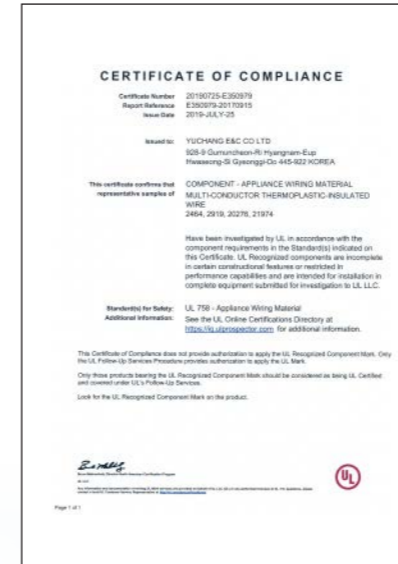 CERTIFICATE OF COMPLIANCE
Certificate Number 20190725-E350979
Report Reference E350979-20170915
Issue Date 2019-JULY-25
Issued to: YUCHANG E&C CO LTD
928-9 Gumuncheon-Ri Hyangnam-Eup
Hwaseong-Si Gyeonggi-Do 445-922 KOREA
This certificate confirms that COMPONENT - APPLIANCE WIRING MATERIAL
representative samples of MULTI-CONDUCTOR THERMOPLASTIC-INSULATED
WIRE
2464, 2919, 20276, 21974
Have been investigated by UL in accordance with the
component requirements in the Standard(s) indicated on
this Certificate. UL Recognized components are incomplete
in certain constructional features or restricted in
performance capabilities and are intended for installation in
complete equipment submitted for investigation to UL LLC.
Standard(s) for Safety: UL 758 - Appliance Wiring Material
Additional Information: See the UL Online Certifications Directory at
https://iq.ulprospector.com for additional information.
This Certificate of Compliance does not provide authorization to apply the UL Recognized Component Mark. Only
the UL Follow-Up Services Procedure provides authorization to apply the UL Mark.
Only those products bearing the UL Recognized Component Mark should be considered as being UL Certified
and covered under UL's Follow-Up Services.
Look for the UL Recognized Component Mark on the product.
UL
Page 1 of 1